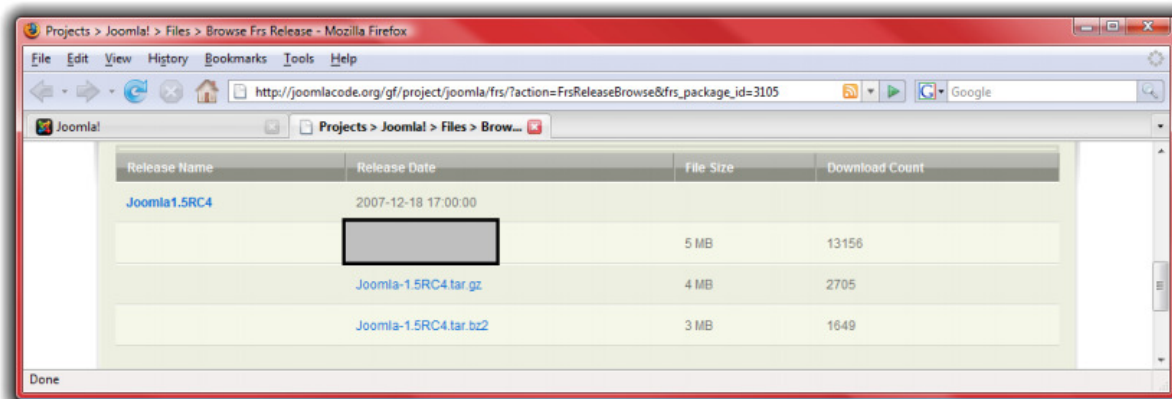 Projects > Joomla! > Files > Browse Frs Release - Mozilla Firefox
File Edit View History Bookmarks Tools Help
http://joomlacode.org/gf/project/joomla/frs/?action=FrsReleaseBrowse&frs_package_id=3105 G Google
Joomla! Projects > Joomla! > Files > Brow...
Release Name Release Date File Size Download Count
Joomla1.5RC4 2007-12-18 17:00:00
5 MB 13156
Joomla-1.5RC4.tar.gz 4 MB 2705
Joomla-1.5RC4.tar.bz2 3 MB 1649
Done